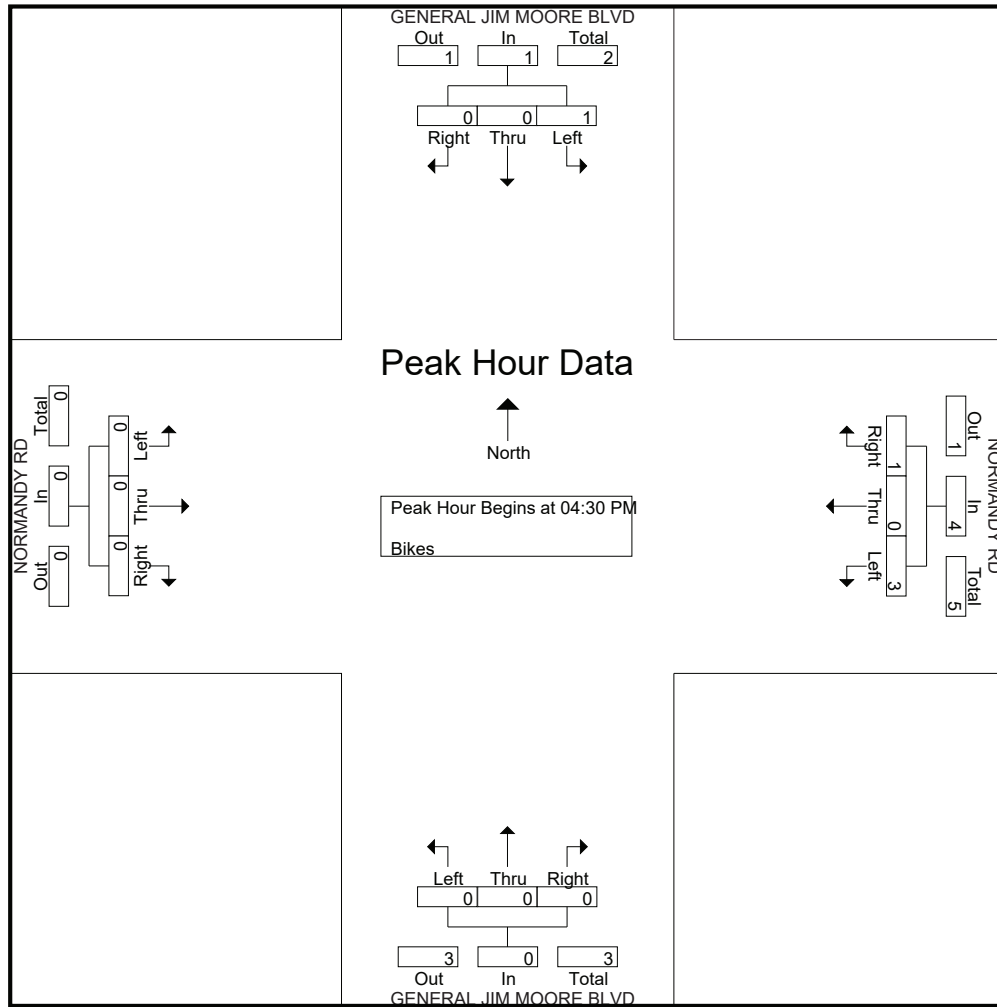 GENERAL JIM MOORE BLVD
Out In Total
1 1 2
0 0 1
Right Thru Left
Peak Hour Data
North
Peak Hour Begins at 04:30 PM
Bikes
NORMANDY RD
Out In Total
0 0 0
Left Thru Right
0 0 0
NORMANDY RD
Out In Total
1 4 5
Right Thru Left
1 0 3
Left Thru Right
0 0 0
3 0 3
Out In Total
GENERAL JIM MOORE BLVD